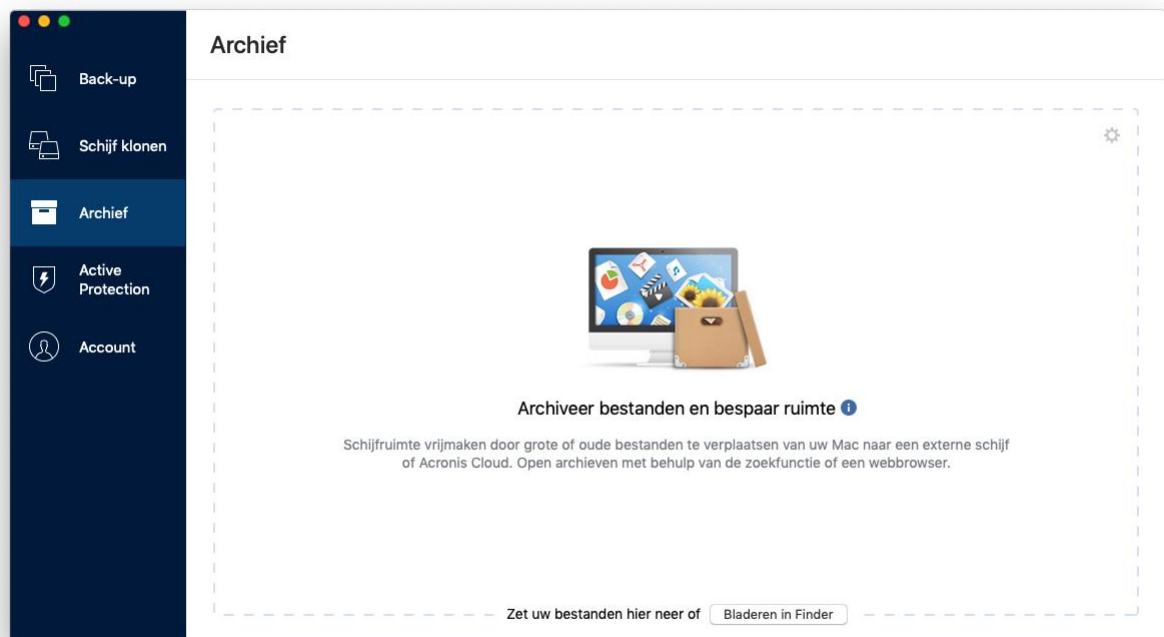 Archief
Back-up
Schijf klonen
Archief
Active
Protection
Account
Archiveer bestanden en bespaar ruimte
Schijfruimte vrijmaken door grote of oude bestanden te verplaatsen van uw Mac naar een externe schijf
of Acronis Cloud. Open archieven met behulp van de zoekfunctie of een webbrowser.
Zet uw bestanden hier neer of Bladeren in Finder